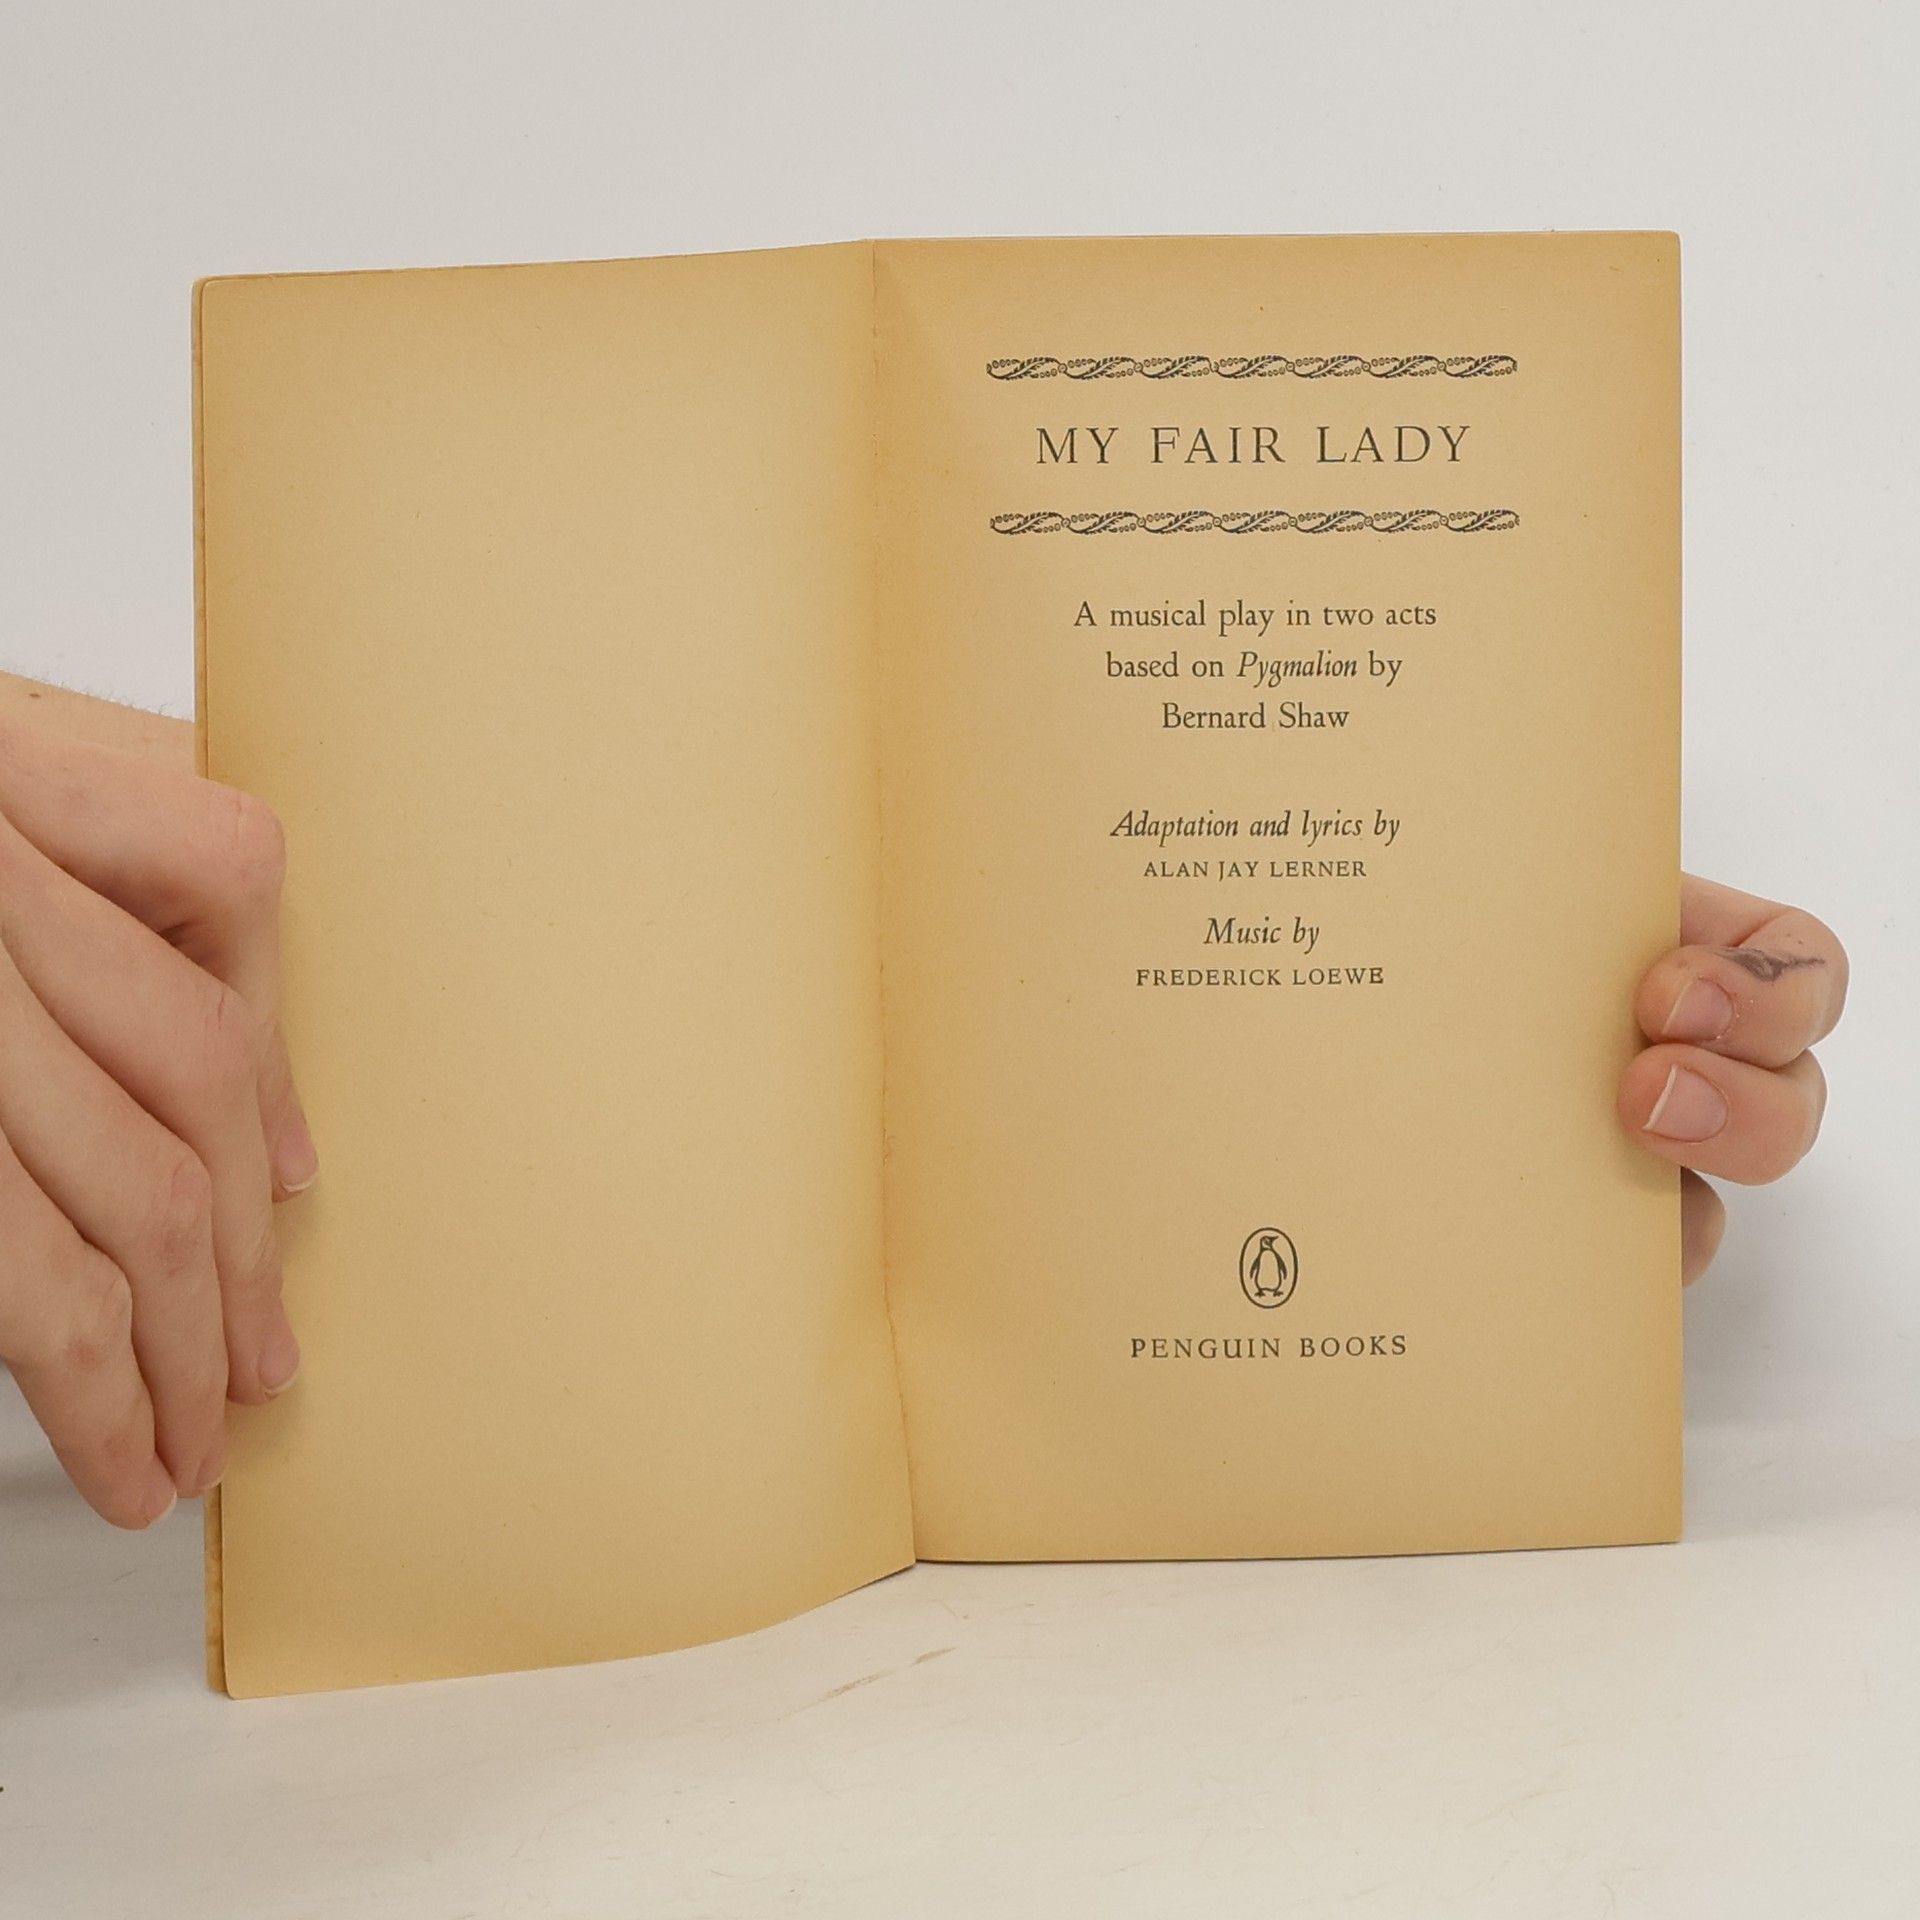 MY FAIR LADY
A musical play in two acts
based on Pygmalion by
Bernard Shaw
Adaptation and lyrics by
ALAN JAY LERNER
Music by
FREDERICK LOEWE
PENGUIN BOOKS